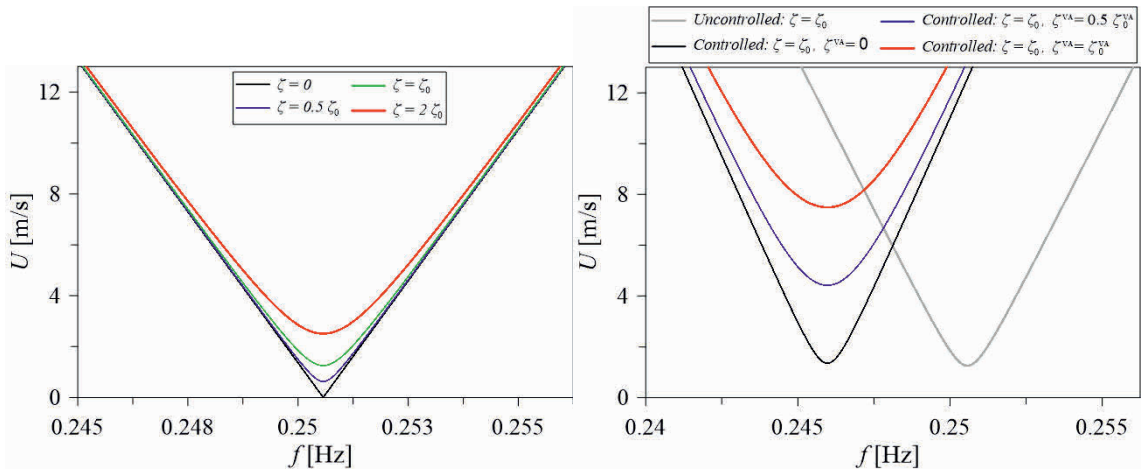 ζ = 0
ζ = ζ₀
ζ = 0.5 ζ₀
ζ = 2 ζ₀
12
8
4
0
U [m/s]
0.245
0.248
0.25
0.253
0.255
f [Hz]
Uncontrolled: ζ = ζ₀
Controlled: ζ = ζ₀, ζⱽᴬ = 0.5 ζ₀ⱽᴬ
Controlled: ζ = ζ₀, ζⱽᴬ = 0
Controlled: ζ = ζ₀, ζⱽᴬ = ζ₀ⱽᴬ
12
8
4
0
U [m/s]
0.24
0.245
0.25
0.255
f [Hz]